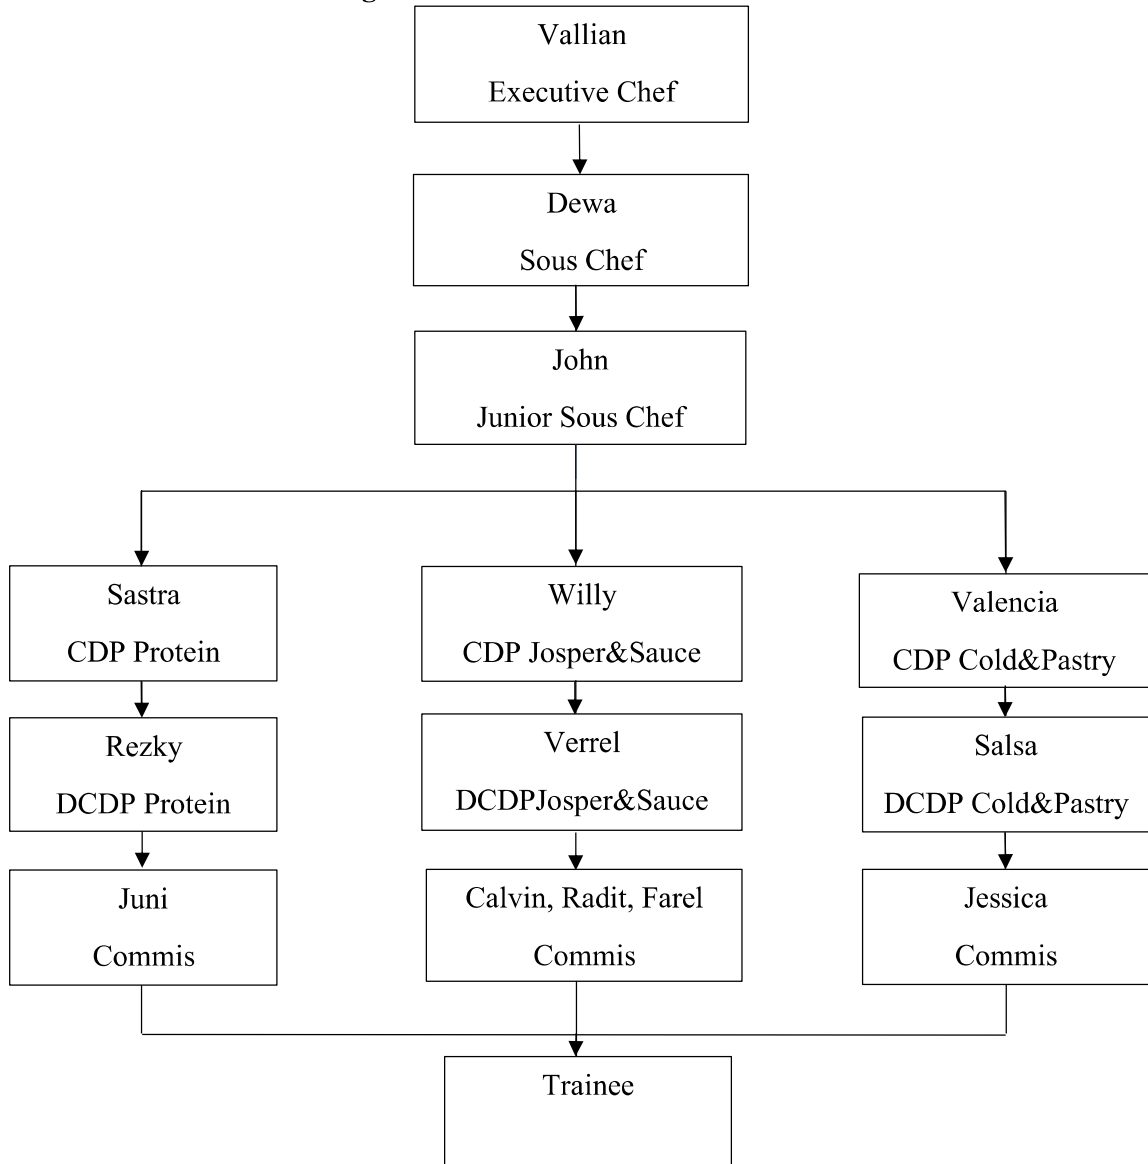 Vallian
Executive Chef
Dewa
Sous Chef
John
Junior Sous Chef
Sastra
CDP Protein
Willy
CDP Josper&Sauce
Valencia
CDP Cold&Pastry
Rezky
DCDP Protein
Verrel
DCDPJosper&Sauce
Salsa
DCDP Cold&Pastry
Juni
Commis
Calvin, Radit, Farel
Commis
Jessica
Commis
Trainee